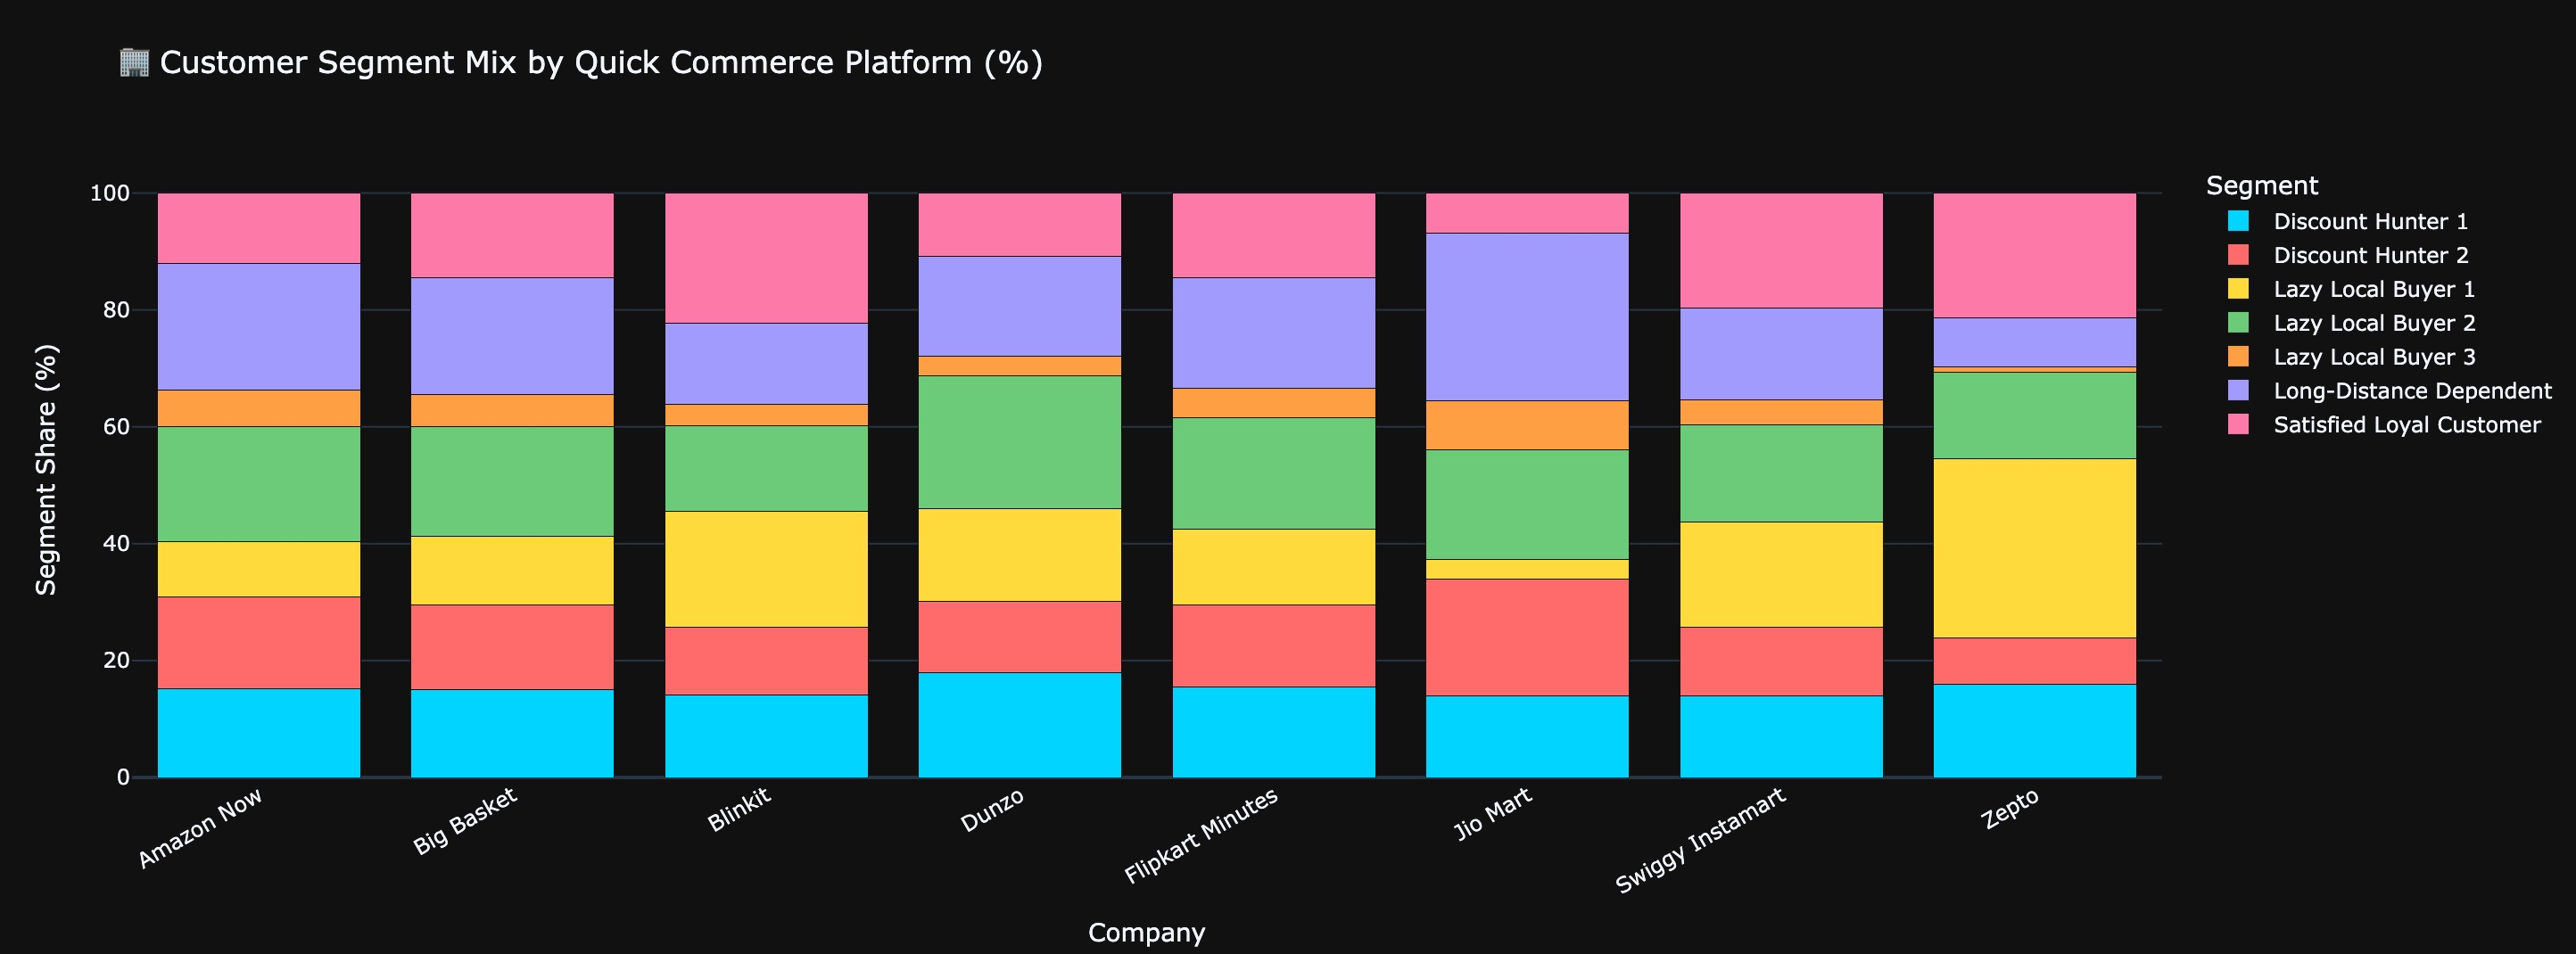 🏢 Customer Segment Mix by Quick Commerce Platform (%)
Segment Share (%)
100
80
60
40
20
0
Amazon Now
Big Basket
Blinkit
Dunzo
Flipkart Minutes
Jio Mart
Swiggy Instamart
Zepto
Company
Segment
Discount Hunter 1
Discount Hunter 2
Lazy Local Buyer 1
Lazy Local Buyer 2
Lazy Local Buyer 3
Long-Distance Dependent
Satisfied Loyal Customer